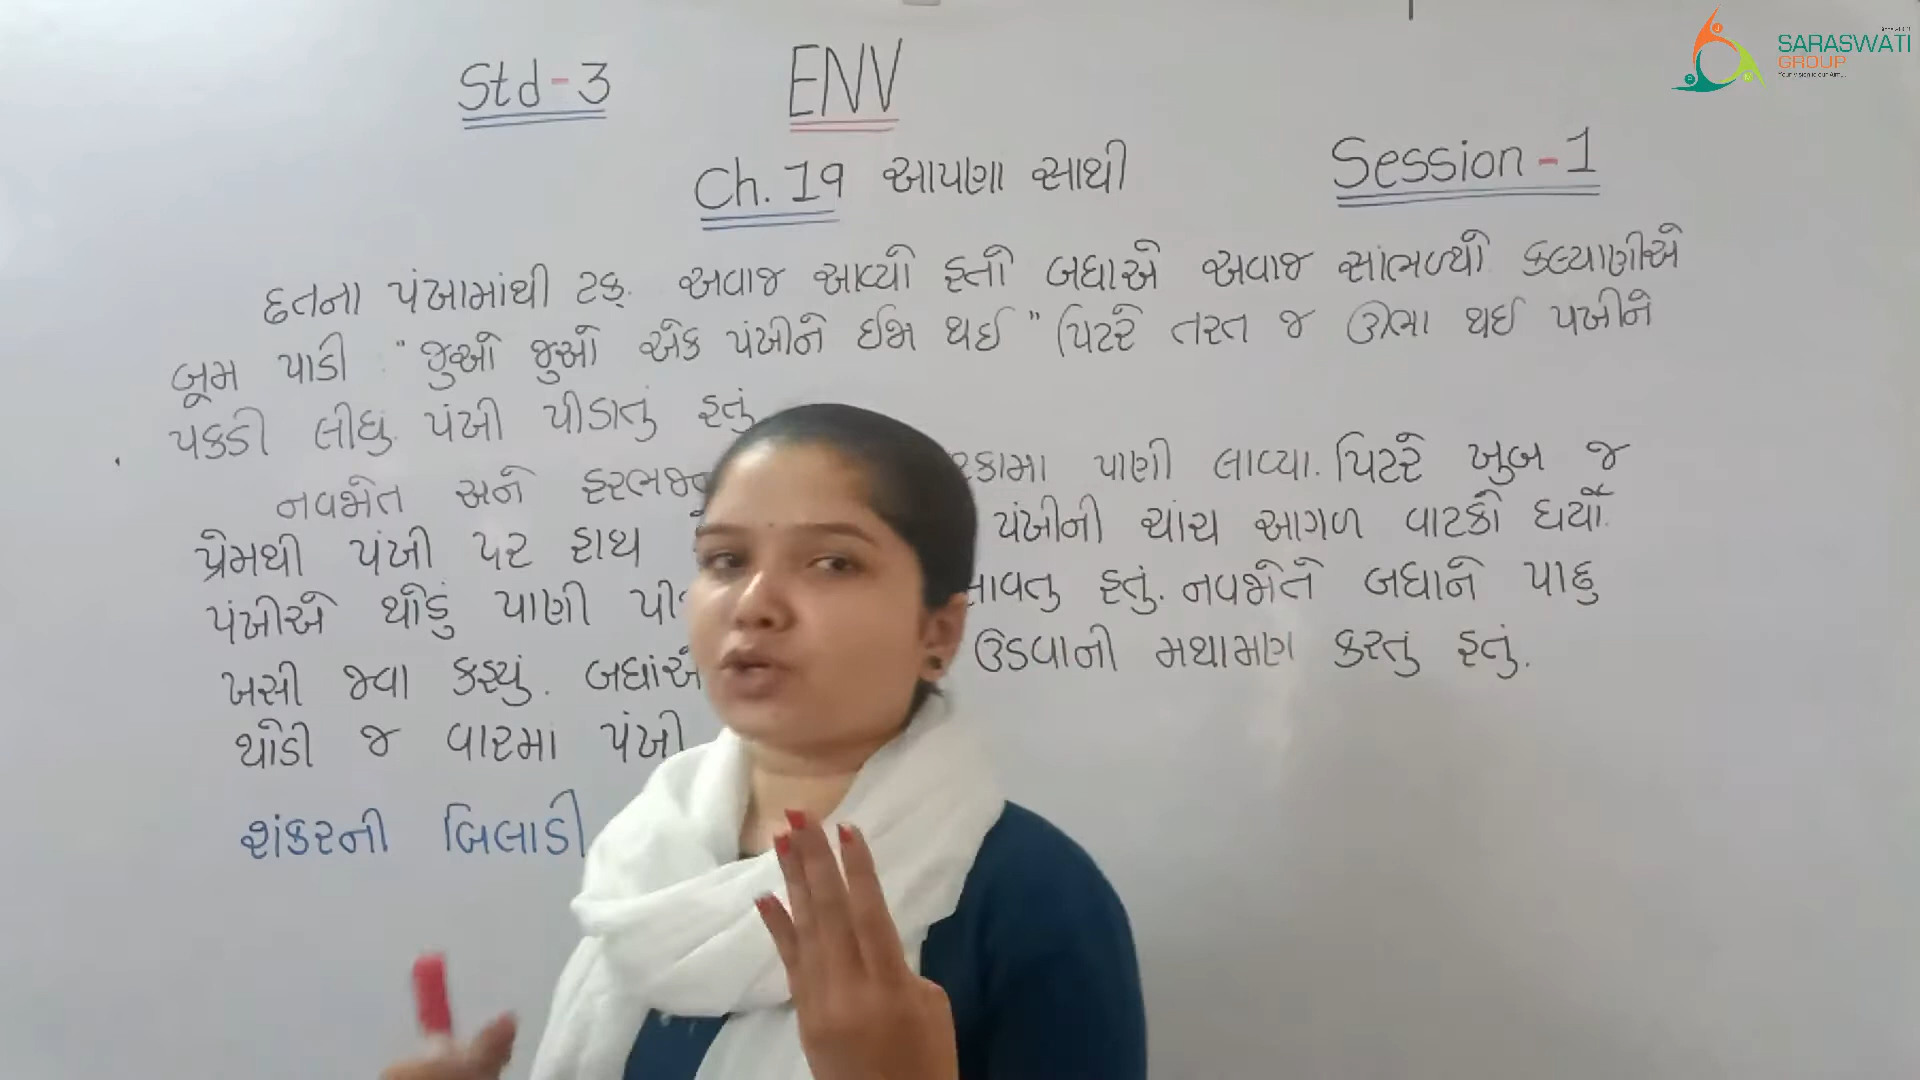 SARASWATI
GROUP
Std-3 ENV
Ch. 19 આપણા સાથી Session-1
છતના પંખામાંથી ટક્. અવાજ આવ્યો હતો બધાએ અવાજ સાંભળ્યો કલ્યાણીએ
બૂમ પાડી "જુઓ જુઓ એક પંખીને ઈજા થઈ" પિટરે તરત જ ઊભા થઈ પખીને
પકડી લીધું. પંખી પીડાતું હતું
નવજોત અને હરભજન પાણી લાવ્યા. પિટરે ખુબ જ
પ્રેમથી પંખી પર હાથ પંખીની ચાંચ આગળ વાટકો ધર્યો.
પંખીએ થોડું પાણી હતું. નવજોતે બધાને પાછુ
ખસી જવા કહ્યું. બધાંએ ઉડવાની મથામણ કરતું હતું.
થોડી જ વારમાં પંખી
શંકરની બિલાડી